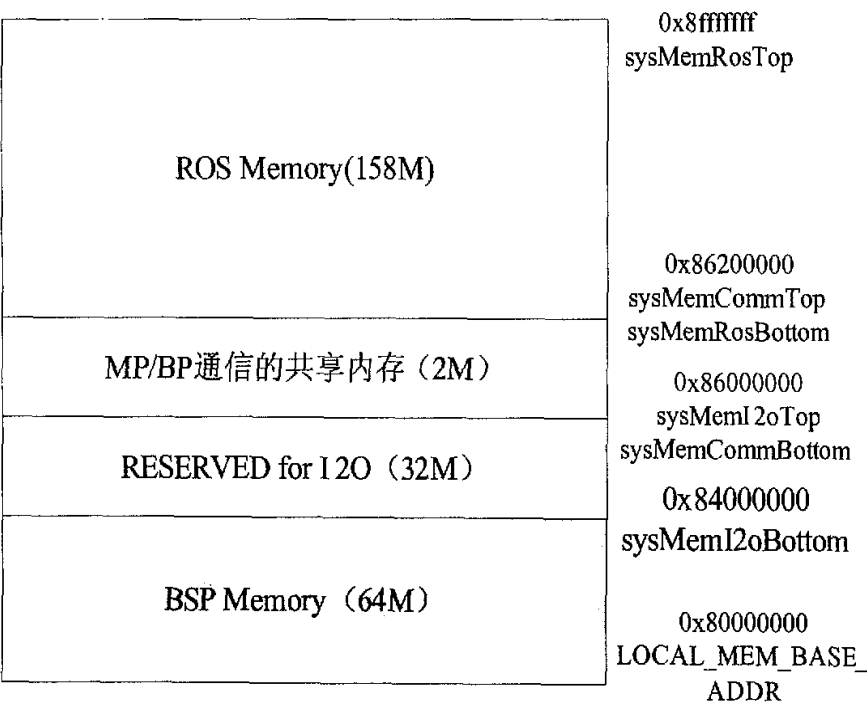 0x8fffffff
sysMemRosTop
ROS Memory(158M)
0x86200000
sysMemCommTop
sysMemRosBottom
MP/BP通信的共享内存（2M）
0x86000000
sysMemI2oTop
sysMemCommBottom
RESERVED for I2O（32M）
0x84000000
sysMemI2oBottom
BSP Memory（64M）
0x80000000
LOCAL_MEM_BASE_
ADDR